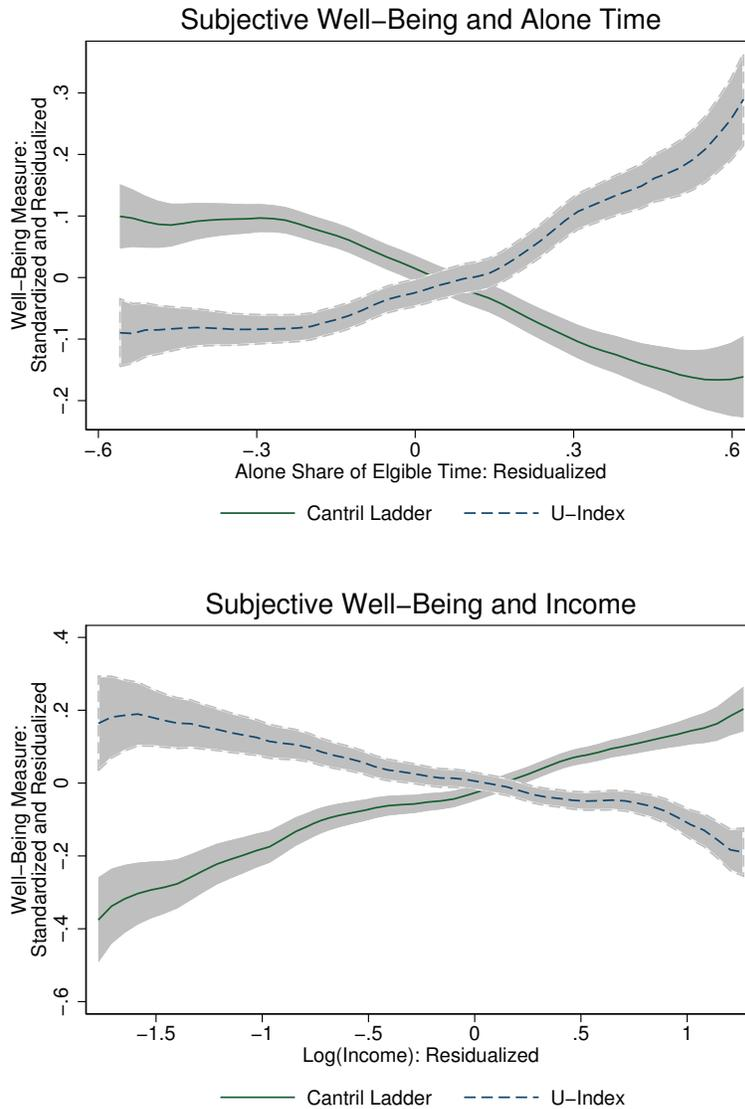 Subjective Well−Being and Alone Time
Well−Being Measure:
Standardized and Residualized
.3
.2
.1
0
−.1
−.2
−.6
−.3
0
.3
.6
Alone Share of Elgible Time: Residualized
Cantril Ladder
U−Index
Subjective Well−Being and Income
Well−Being Measure:
Standardized and Residualized
.4
.2
0
−.2
−.4
−.6
−1.5
−1
−.5
0
.5
1
Log(Income): Residualized
Cantril Ladder
U−Index